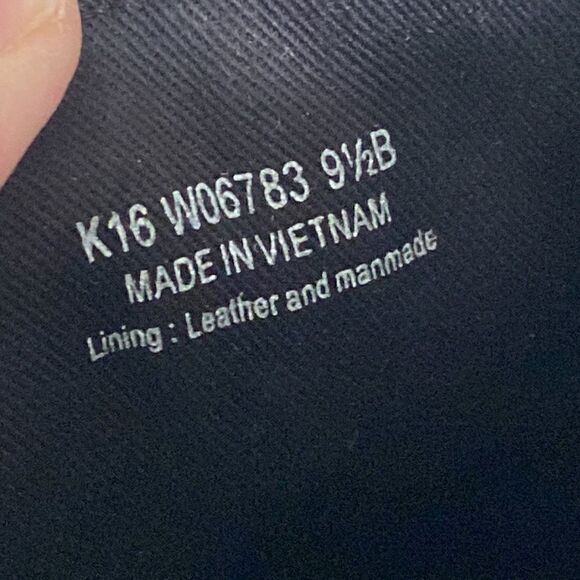 K16 W06783 9½B
MADE IN VIETNAM
Lining : Leather and manmade